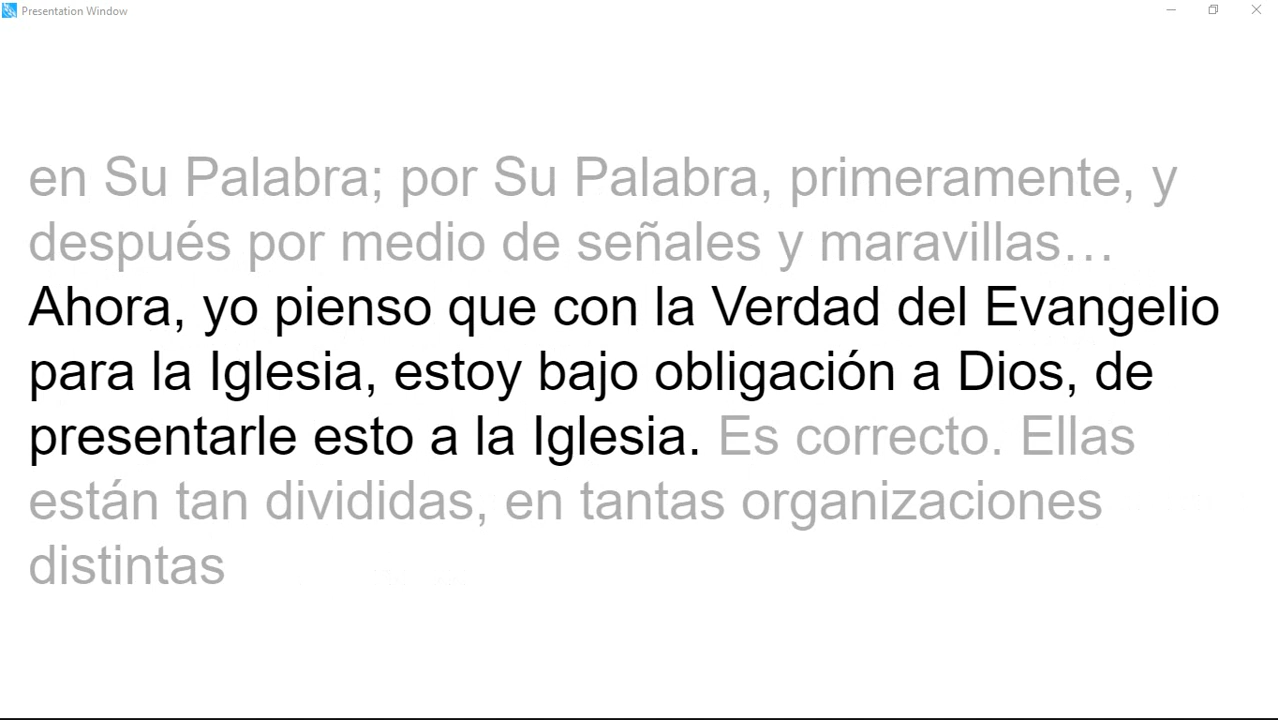 Presentation Window
en Su Palabra; por Su Palabra, primeramente, y
después por medio de señales y maravillas…
Ahora, yo pienso que con la Verdad del Evangelio
para la Iglesia, estoy bajo obligación a Dios, de
presentarle esto a la Iglesia. Es correcto. Ellas
están tan divididas, en tantas organizaciones
distintas